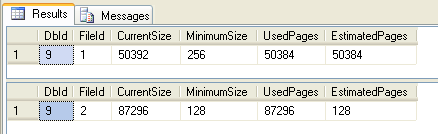 Results Messages
DbId FileId CurrentSize MinimumSize UsedPages EstimatedPages
1 9 1 50392 256 50384 50384
DbId FileId CurrentSize MinimumSize UsedPages EstimatedPages
1 9 2 87296 128 87296 128